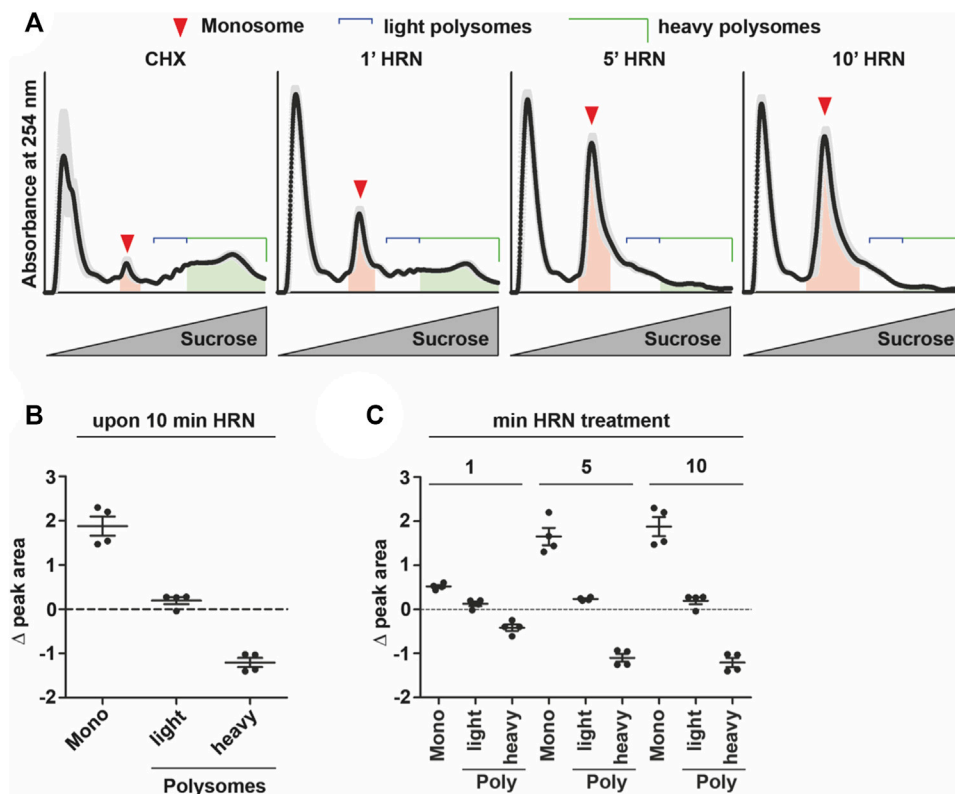 A
Monosome light polysomes heavy polysomes
CHX 1' HRN 5' HRN 10' HRN
Absorbance at 254 nm
Sucrose Sucrose Sucrose Sucrose
B
upon 10 min HRN
Δ peak area
3
2
1
0
-1
-2
Mono light heavy
Polysomes
C
min HRN treatment
1 5 10
Δ peak area
3
2
1
0
-1
-2
Mono light heavy Mono light heavy Mono light heavy
Poly Poly Poly